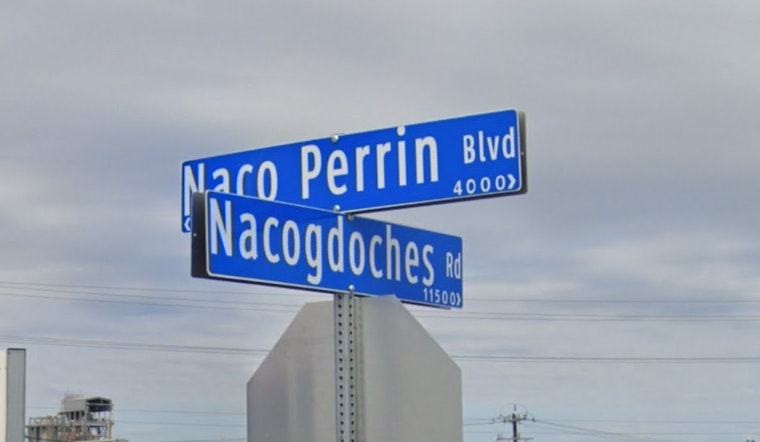 Naco Perrin Blvd
4000>
Nacogdoches Rd
11500>